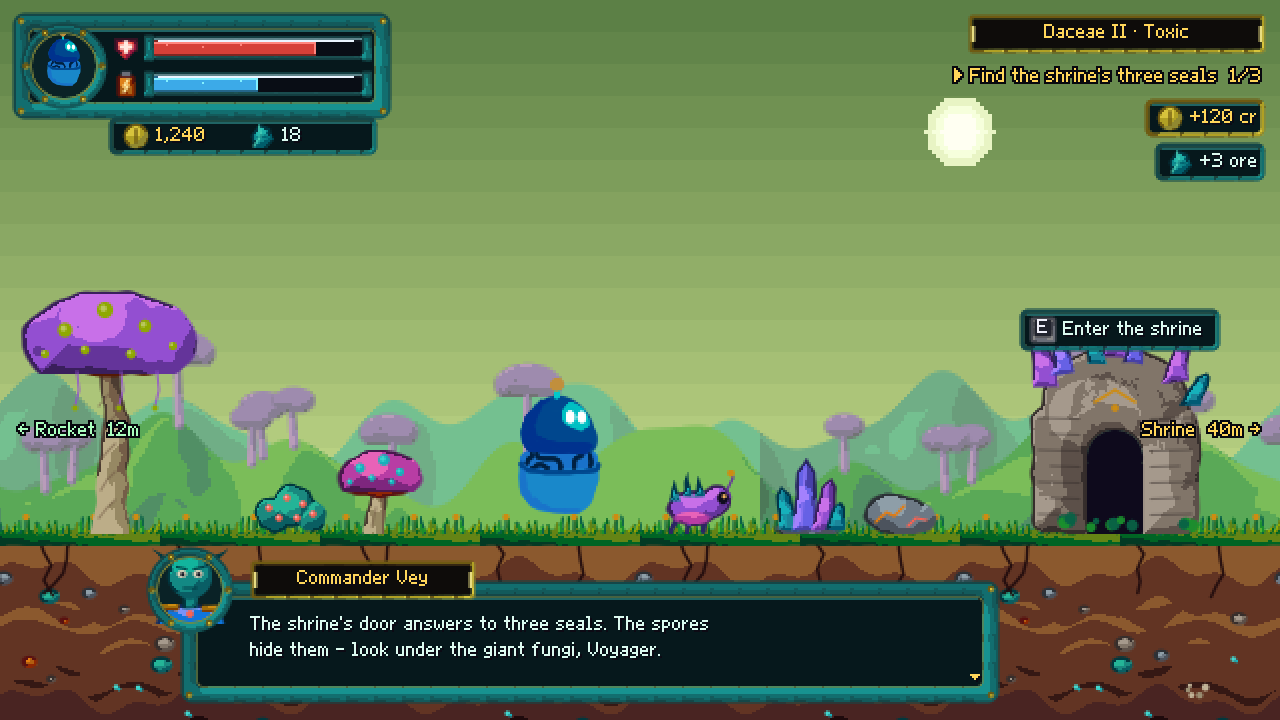 Daceae II · Toxic
Find the shrine's three seals 1/3
1,240
18
+120 cr
+3 ore
E Enter the shrine
← Rocket 12m
Shrine 40m →
Commander Vey
The shrine's door answers to three seals. The spores
hide them – look under the giant fungi, Voyager.